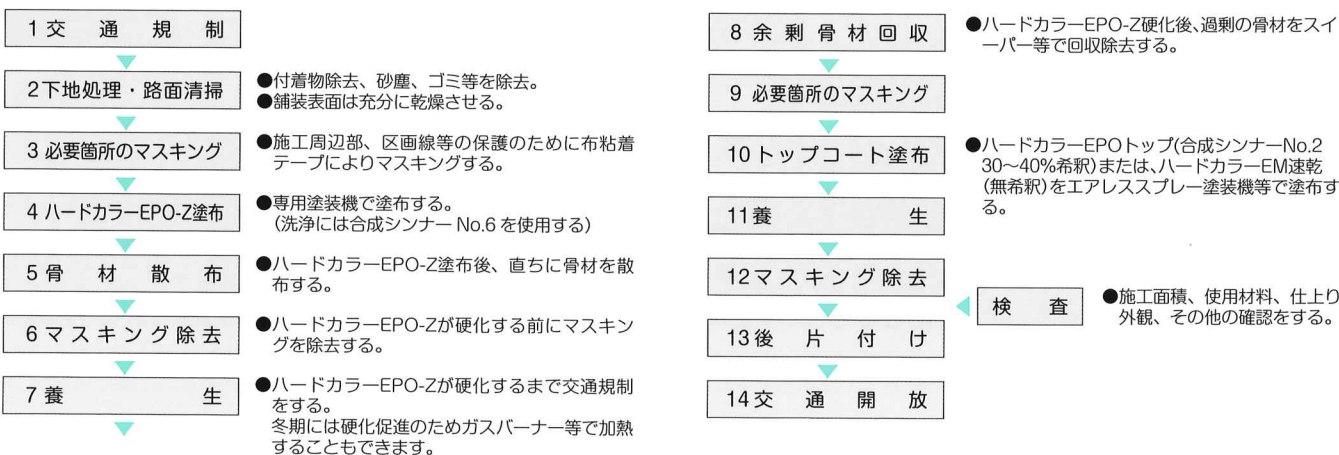 1交通規制
2下地処理・路面清掃
●付着物除去、砂塵、ゴミ等を除去。
●舗装表面は充分に乾燥させる。
3必要箇所のマスキング
●施工周辺部、区画線等の保護のために布粘着
テープによりマスキングする。
4ハードカラーEPO-Z塗布
●専用塗装機で塗布する。
(洗浄には合成シンナー No.6 を使用する)
5骨材散布
●ハードカラーEPO-Z塗布後、直ちに骨材を散
布する。
6マスキング除去
●ハードカラーEPO-Zが硬化する前にマスキン
グを除去する。
7養生
●ハードカラーEPO-Zが硬化するまで交通規制
をする。
冬期には硬化促進のためガスバーナー等で加熱
することもできます。
8余剰骨材回収
●ハードカラーEPO-Z硬化後、過剰の骨材をスイ
ーパー等で回収除去する。
9必要箇所のマスキング
10トップコート塗布
●ハードカラーEPOトップ(合成シンナーNo.2
30~40%希釈)または、ハードカラーEM速乾
(無希釈)をエアレススプレー塗装機等で塗布す
る。
11養生
12マスキング除去
検査
●施工面積、使用材料、仕上り
外観、その他の確認をする。
13後片付け
14交通開放